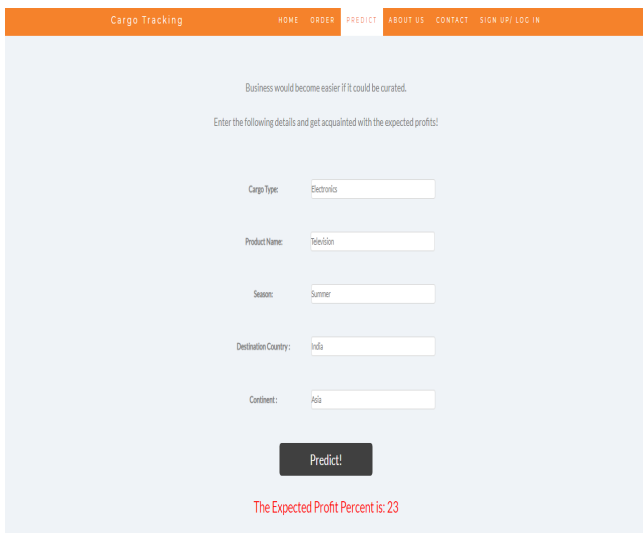 Cargo Tracking HOME ORDER PREDICT ABOUT US CONTACT SIGN UP/ LOG IN
Business would become easier if it could be curated.
Enter the following details and get acquainted with the expected profits!
Cargo Type: Electronics
Product Name: Television
Season: Summer
Destination Country : India
Continent : Asia
Predict!
The Expected Profit Percent is: 23